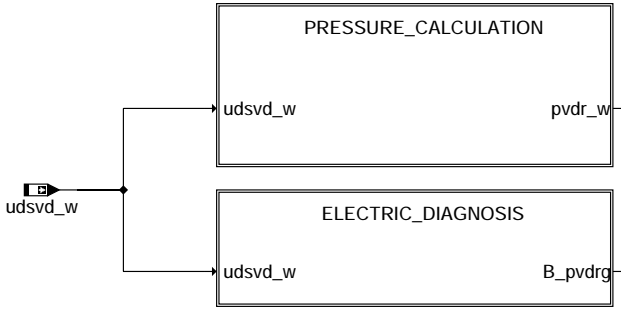 PRESSURE_CALCULATION
udsvd_w
pvdr_w
udsvd_w
ELECTRIC_DIAGNOSIS
udsvd_w
B_pvdrg